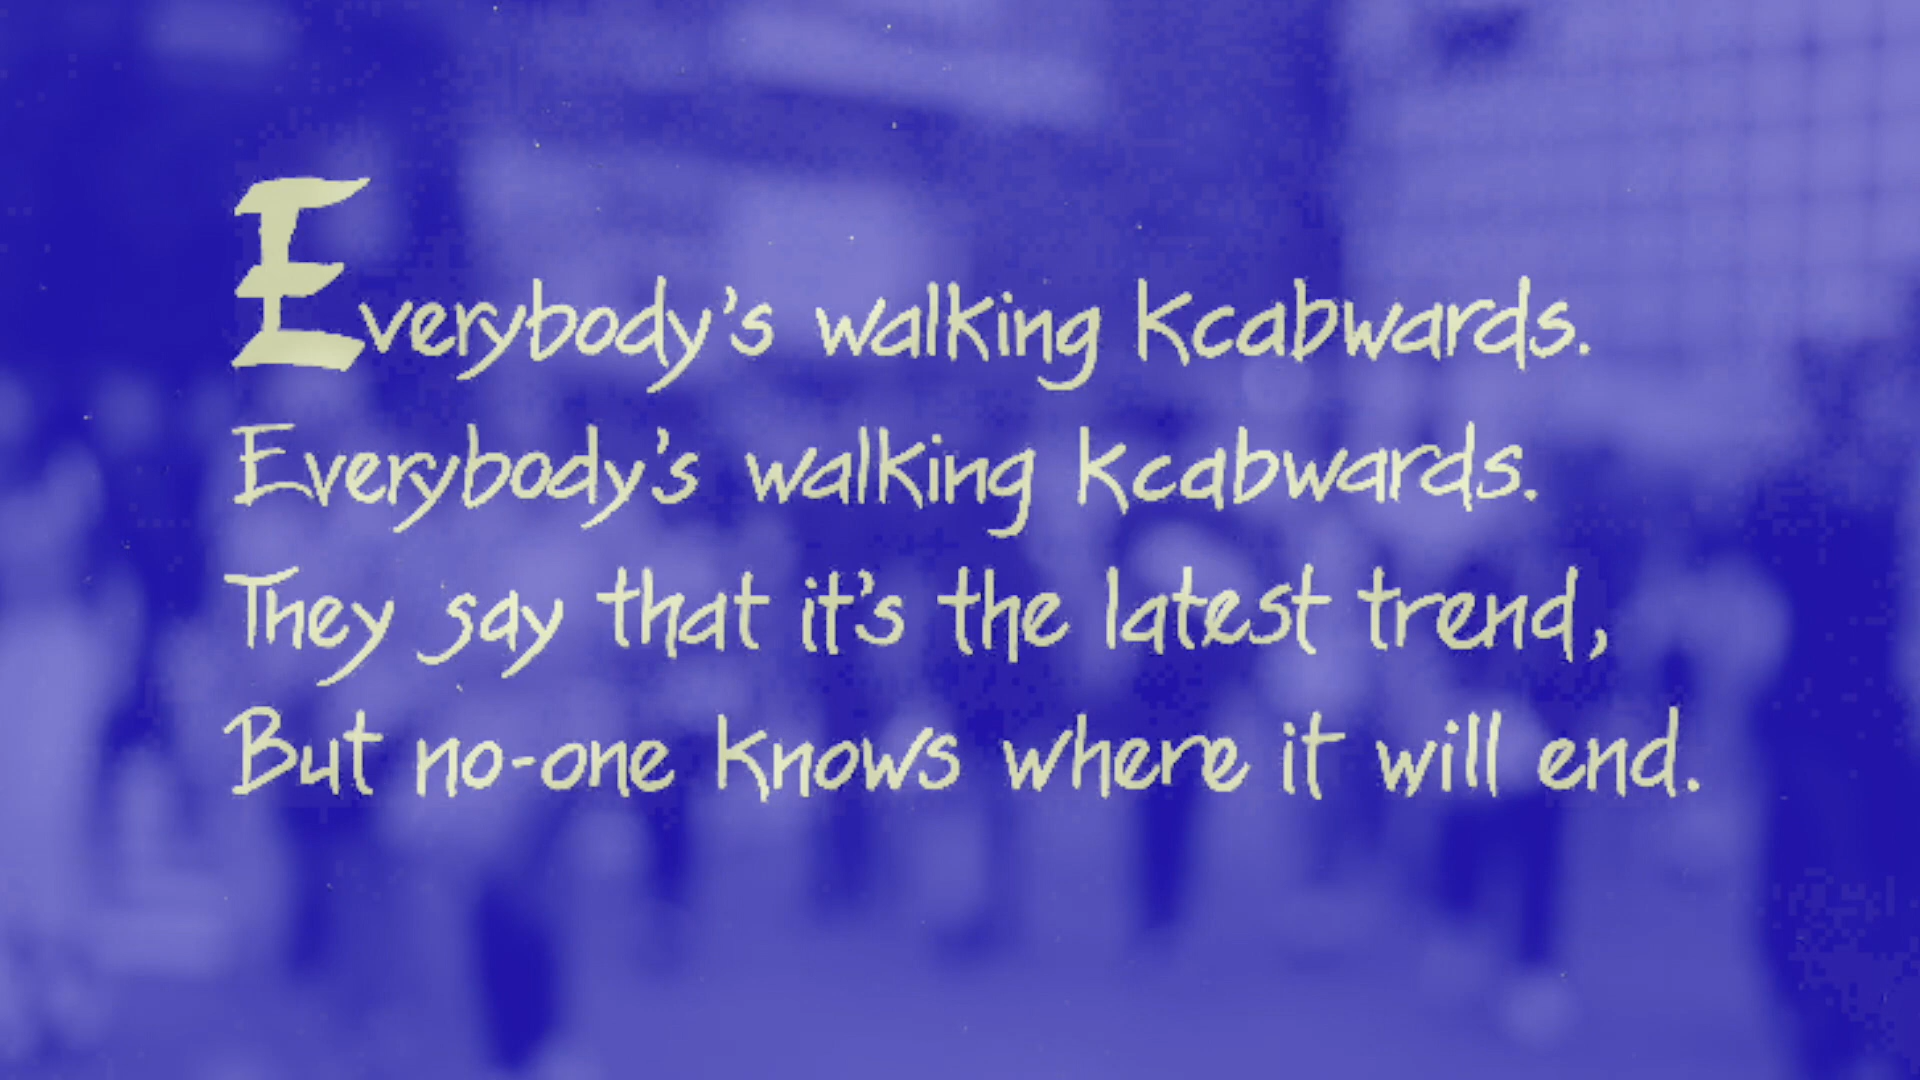 Everybody's walking kcabwards.
Everybody's walking kcabwards.
They say that it's the latest trend,
But no-one knows where it will end.